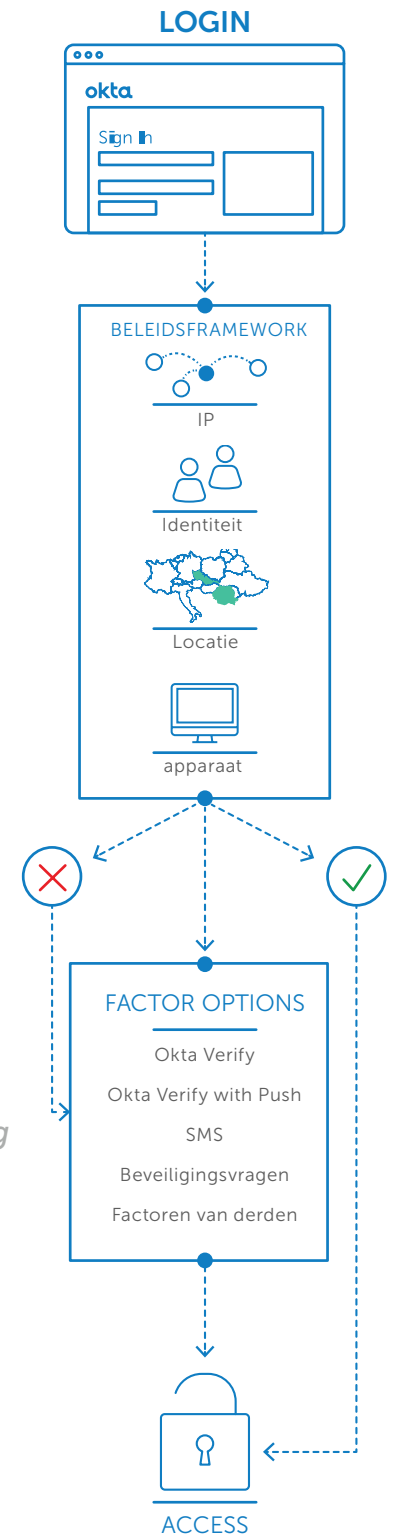 LOGIN
okta
Sign In
BELEIDSFRAMEWORK
IP
Identiteit
Locatie
apparaat
FACTOR OPTIONS
Okta Verify
Okta Verify with Push
SMS
Beveiligingsvragen
Factoren van derden
ACCESS